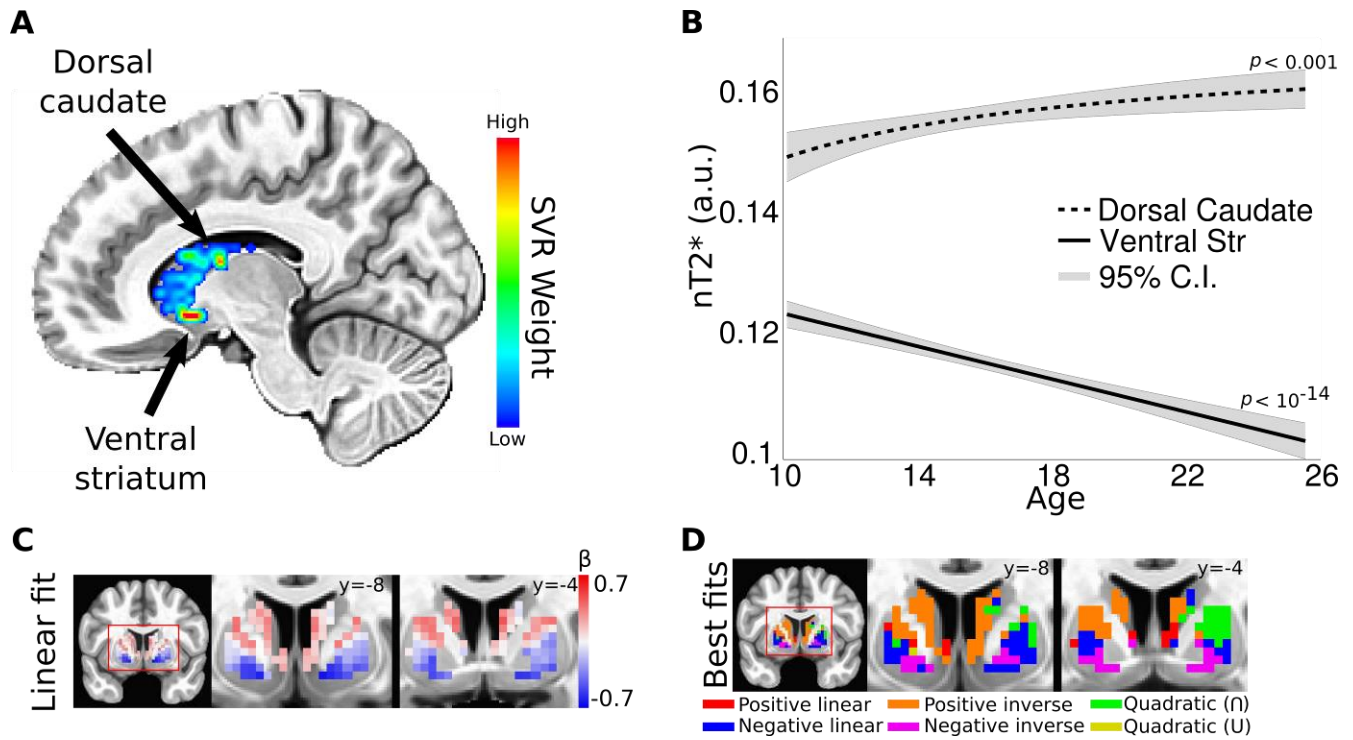 A
Dorsal
caudate
High
SVR Weight
Low
Ventral
striatum
B
p < 0.001
0.16
0.14
0.12
0.1
nT2* (a.u.)
Dorsal Caudate
Ventral Str
95% C.I.
p < 10-14
10 14 18 22 26
Age
C
Linear fit
y=-8
y=-4
β
0.7
-0.7
D
Best fits
y=-8
y=-4
Positive linear Positive inverse Quadratic (∩)
Negative linear Negative inverse Quadratic (U)